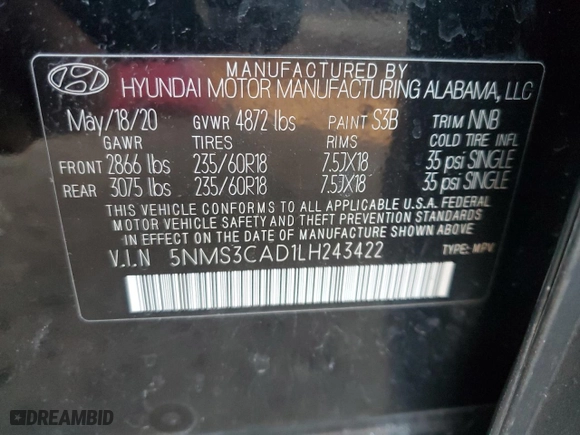 MANUFACTURED BY
HYUNDAI MOTOR MANUFACTURING ALABAMA, LLC
May/18/20 GVWR 4872 lbs PAINT S3B TRIM NNB
GAWR TIRES RIMS COLD TIRE INFL
FRONT 2866 lbs 235/60R18 7.5JX18 35 psi SINGLE
REAR 3075 lbs 235/60R18 7.5JX18 35 psi SINGLE
THIS VEHICLE CONFORMS TO ALL APPLICABLE U.S.A. FEDERAL
MOTOR VEHICLE SAFETY AND THEFT PREVENTION STANDARDS
IN EFFECT ON THE DATE OF MANUFACTURE SHOWN ABOVE.
V.I.N 5NMS3CAD1LH243422 TYPE: MPV
DREAMBID